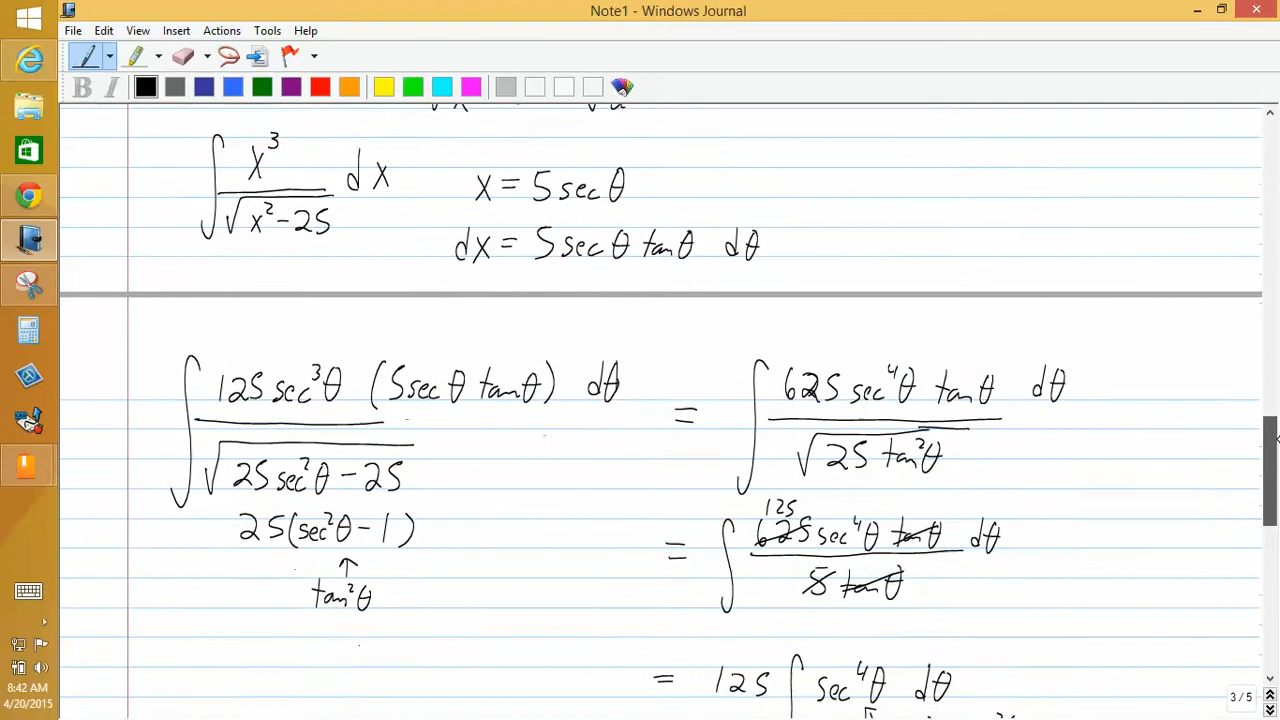 Note1 - Windows Journal
File Edit View Insert Actions Tools Help
B I
∫ x³ / √(x² - 25) dx
x = 5 sec θ
dx = 5 sec θ tan θ dθ
∫ 125 sec³θ (5 sec θ tan θ) dθ / √(25 sec²θ - 25)
25(sec²θ - 1)
↑
tan²θ
= ∫ 625 sec⁴θ tan θ dθ / √(25 tan²θ)
125
= ∫ 625 sec⁴θ tan θ dθ / 5 tan θ
= 125 ∫ sec⁴θ dθ
8:42 AM
4/20/2015
3 / 5